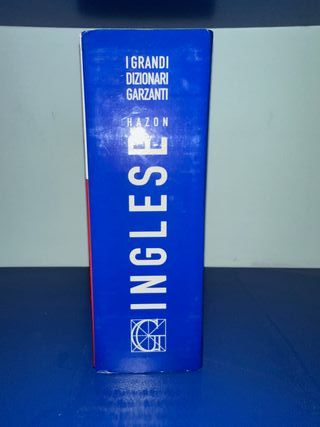 I GRANDI
DIZIONARI
GARZANTI
HAZON
INGLESE
G